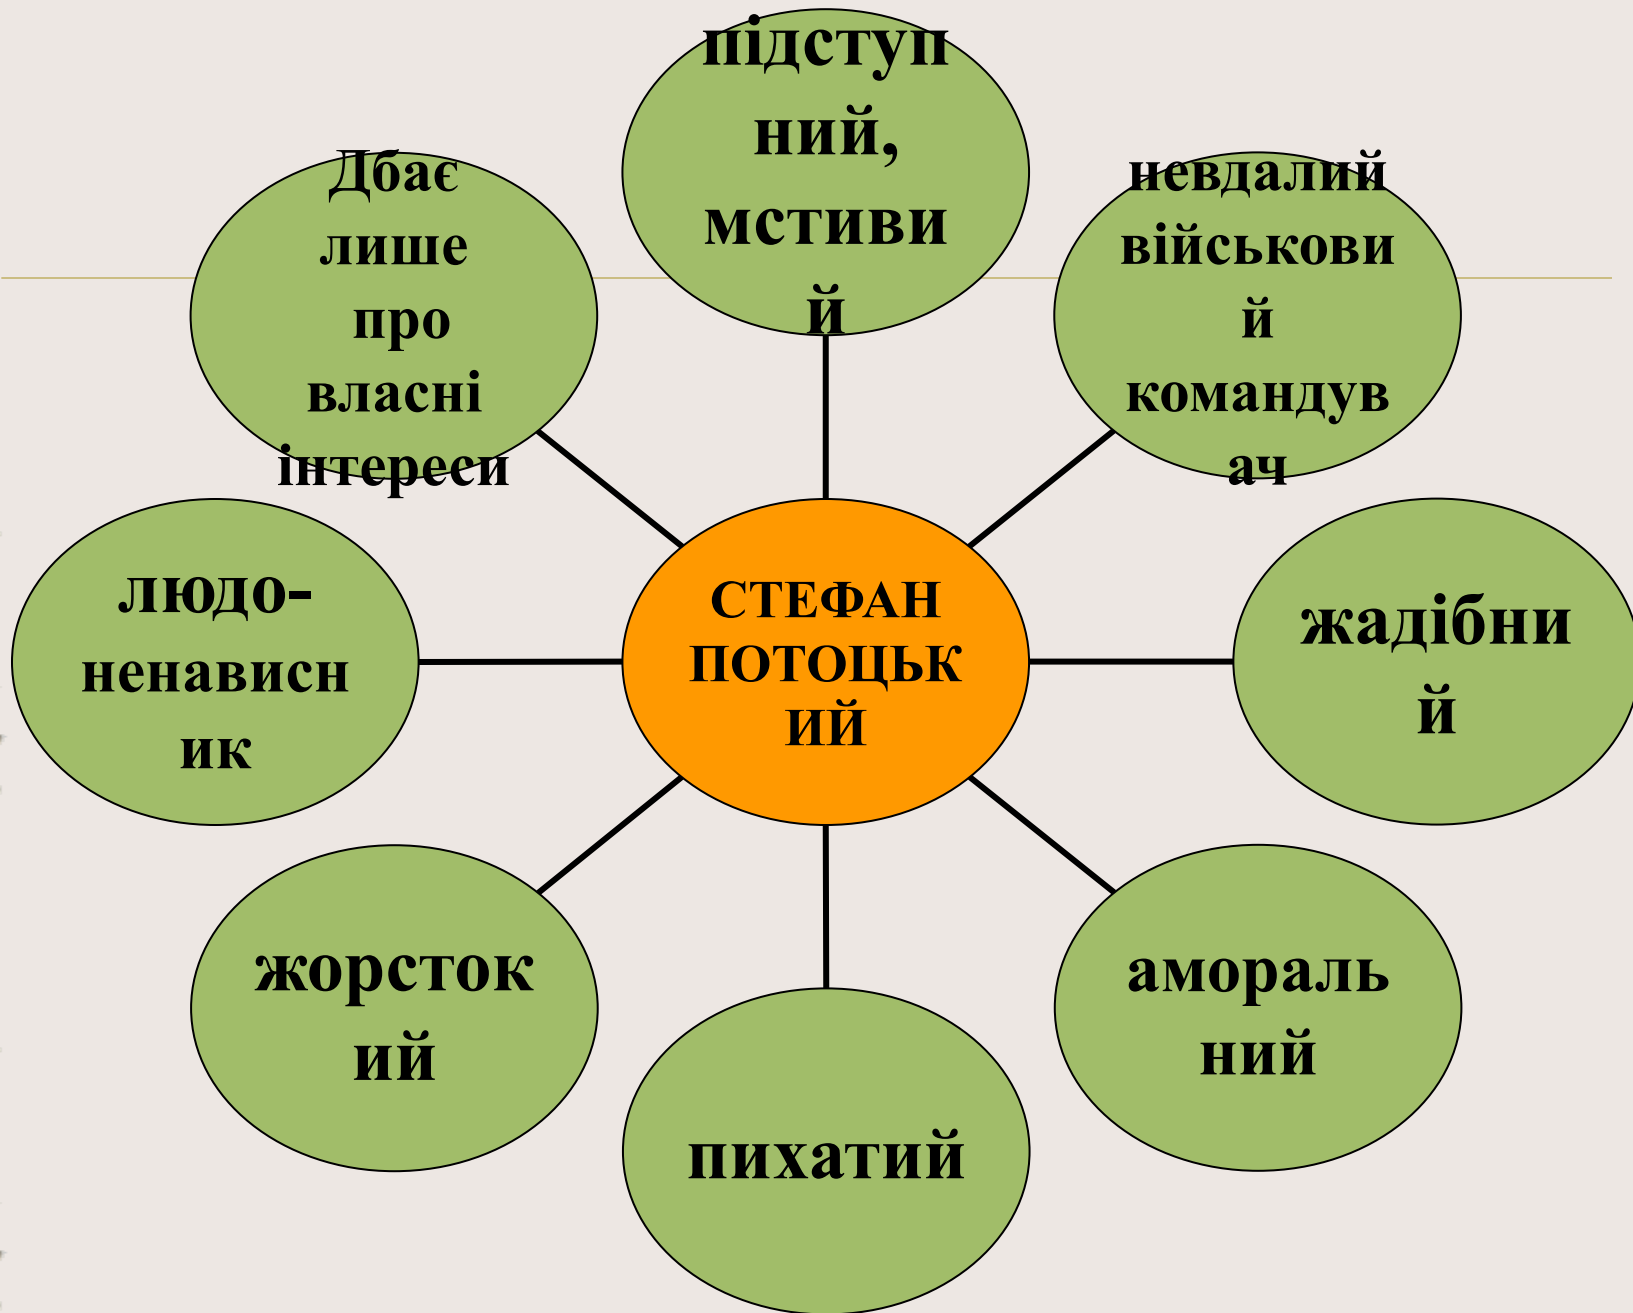 підступ
ний,
мстиви
й
Дбає
лише
про
власні
інтереси
невдалий
військови
й
командув
ач
людо-
ненависн
ик
СТЕФАН
ПОТОЦЬК
ИЙ
жадібни
й
жорсток
ий
амораль
ний
пихатий